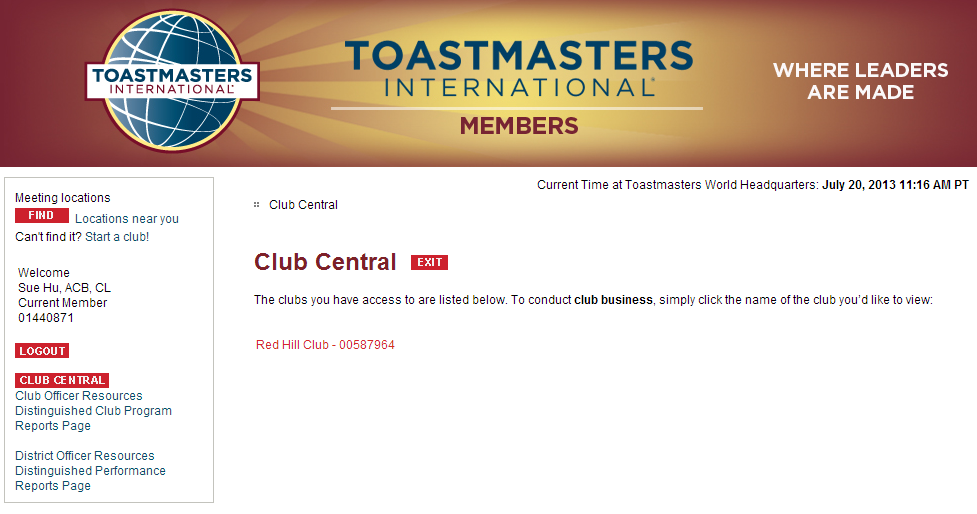 TOASTMASTERS
INTERNATIONAL
TOASTMASTERS
INTERNATIONAL
MEMBERS
WHERE LEADERS
ARE MADE
Meeting locations
FIND Locations near you
Can't find it? Start a club!
Welcome
Sue Hu, ACB, CL
Current Member
01440871
LOGOUT
CLUB CENTRAL
Club Officer Resources
Distinguished Club Program
Reports Page
District Officer Resources
Distinguished Performance
Reports Page
Current Time at Toastmasters World Headquarters: July 20, 2013 11:16 AM PT
Club Central
Club Central EXIT
The clubs you have access to are listed below. To conduct club business, simply click the name of the club you'd like to view:
Red Hill Club - 00587964